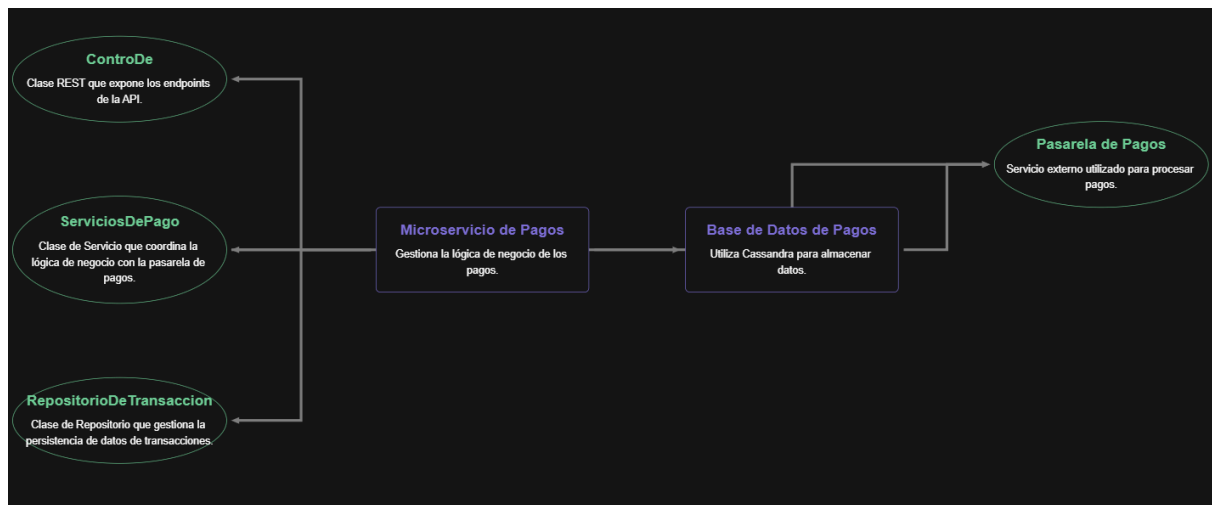 ControDe
Clase REST que expone los endpoints
de la API.
ServiciosDePago
Clase de Servicio que coordina la
lógica de negocio con la pasarela de
pagos.
RepositorioDeTransaccion
Clase de Repositorio que gestiona la
persistencia de datos de transacciones.
Microservicio de Pagos
Gestiona la lógica de negocio de los
pagos.
Base de Datos de Pagos
Utiliza Cassandra para almacenar
datos.
Pasarela de Pagos
Servicio externo utilizado para procesar
pagos.